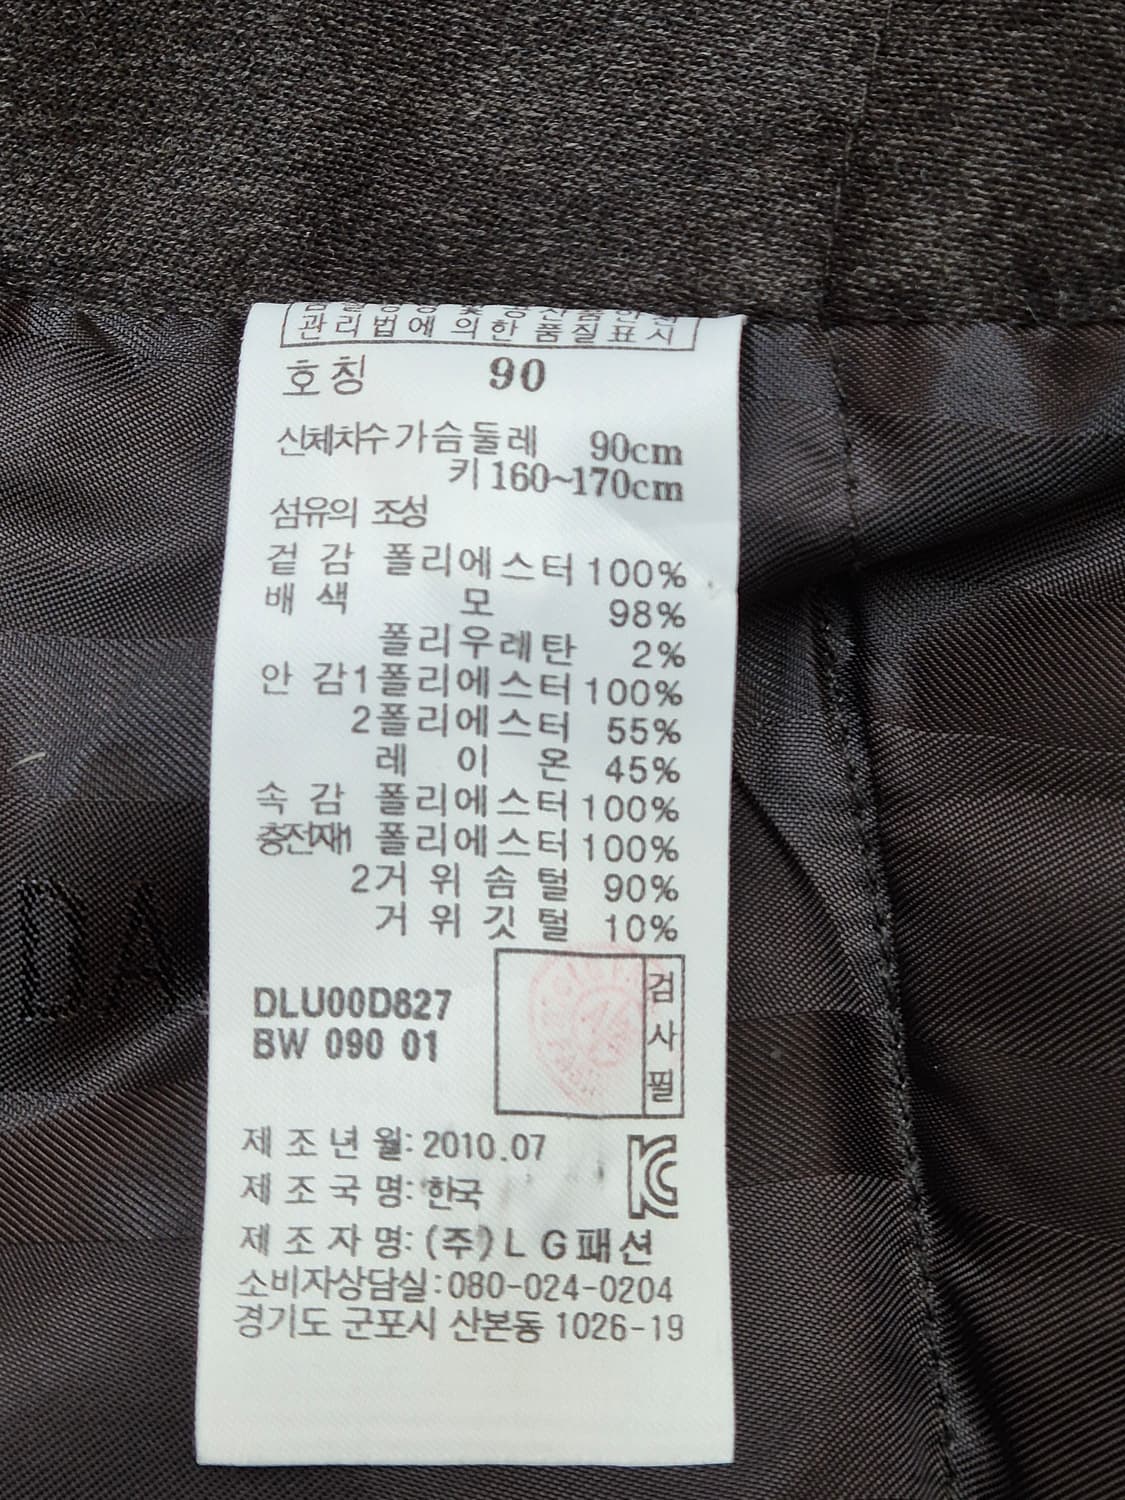 관리법에 의한 품질표시
호칭 90
신체치수 가슴둘레 90cm
키 160~170cm
섬유의 조성
겉 감 폴리에스터 100%
배 색 모 98%
폴리우레탄 2%
안 감1 폴리에스터 100%
2폴리에스터 55%
레 이 온 45%
속 감 폴리에스터 100%
충전재1 폴리에스터 100%
2거 위 솜 털 90%
거 위 깃 털 10%
검사필
DLU00D627
BW 090 01
제 조 년 월: 2010.07
제 조 국 명: 한국
제 조 자 명: (주) L G 패션
소비자상담실: 080-024-0204
경기도 군포시 산본동 1026-19
DA